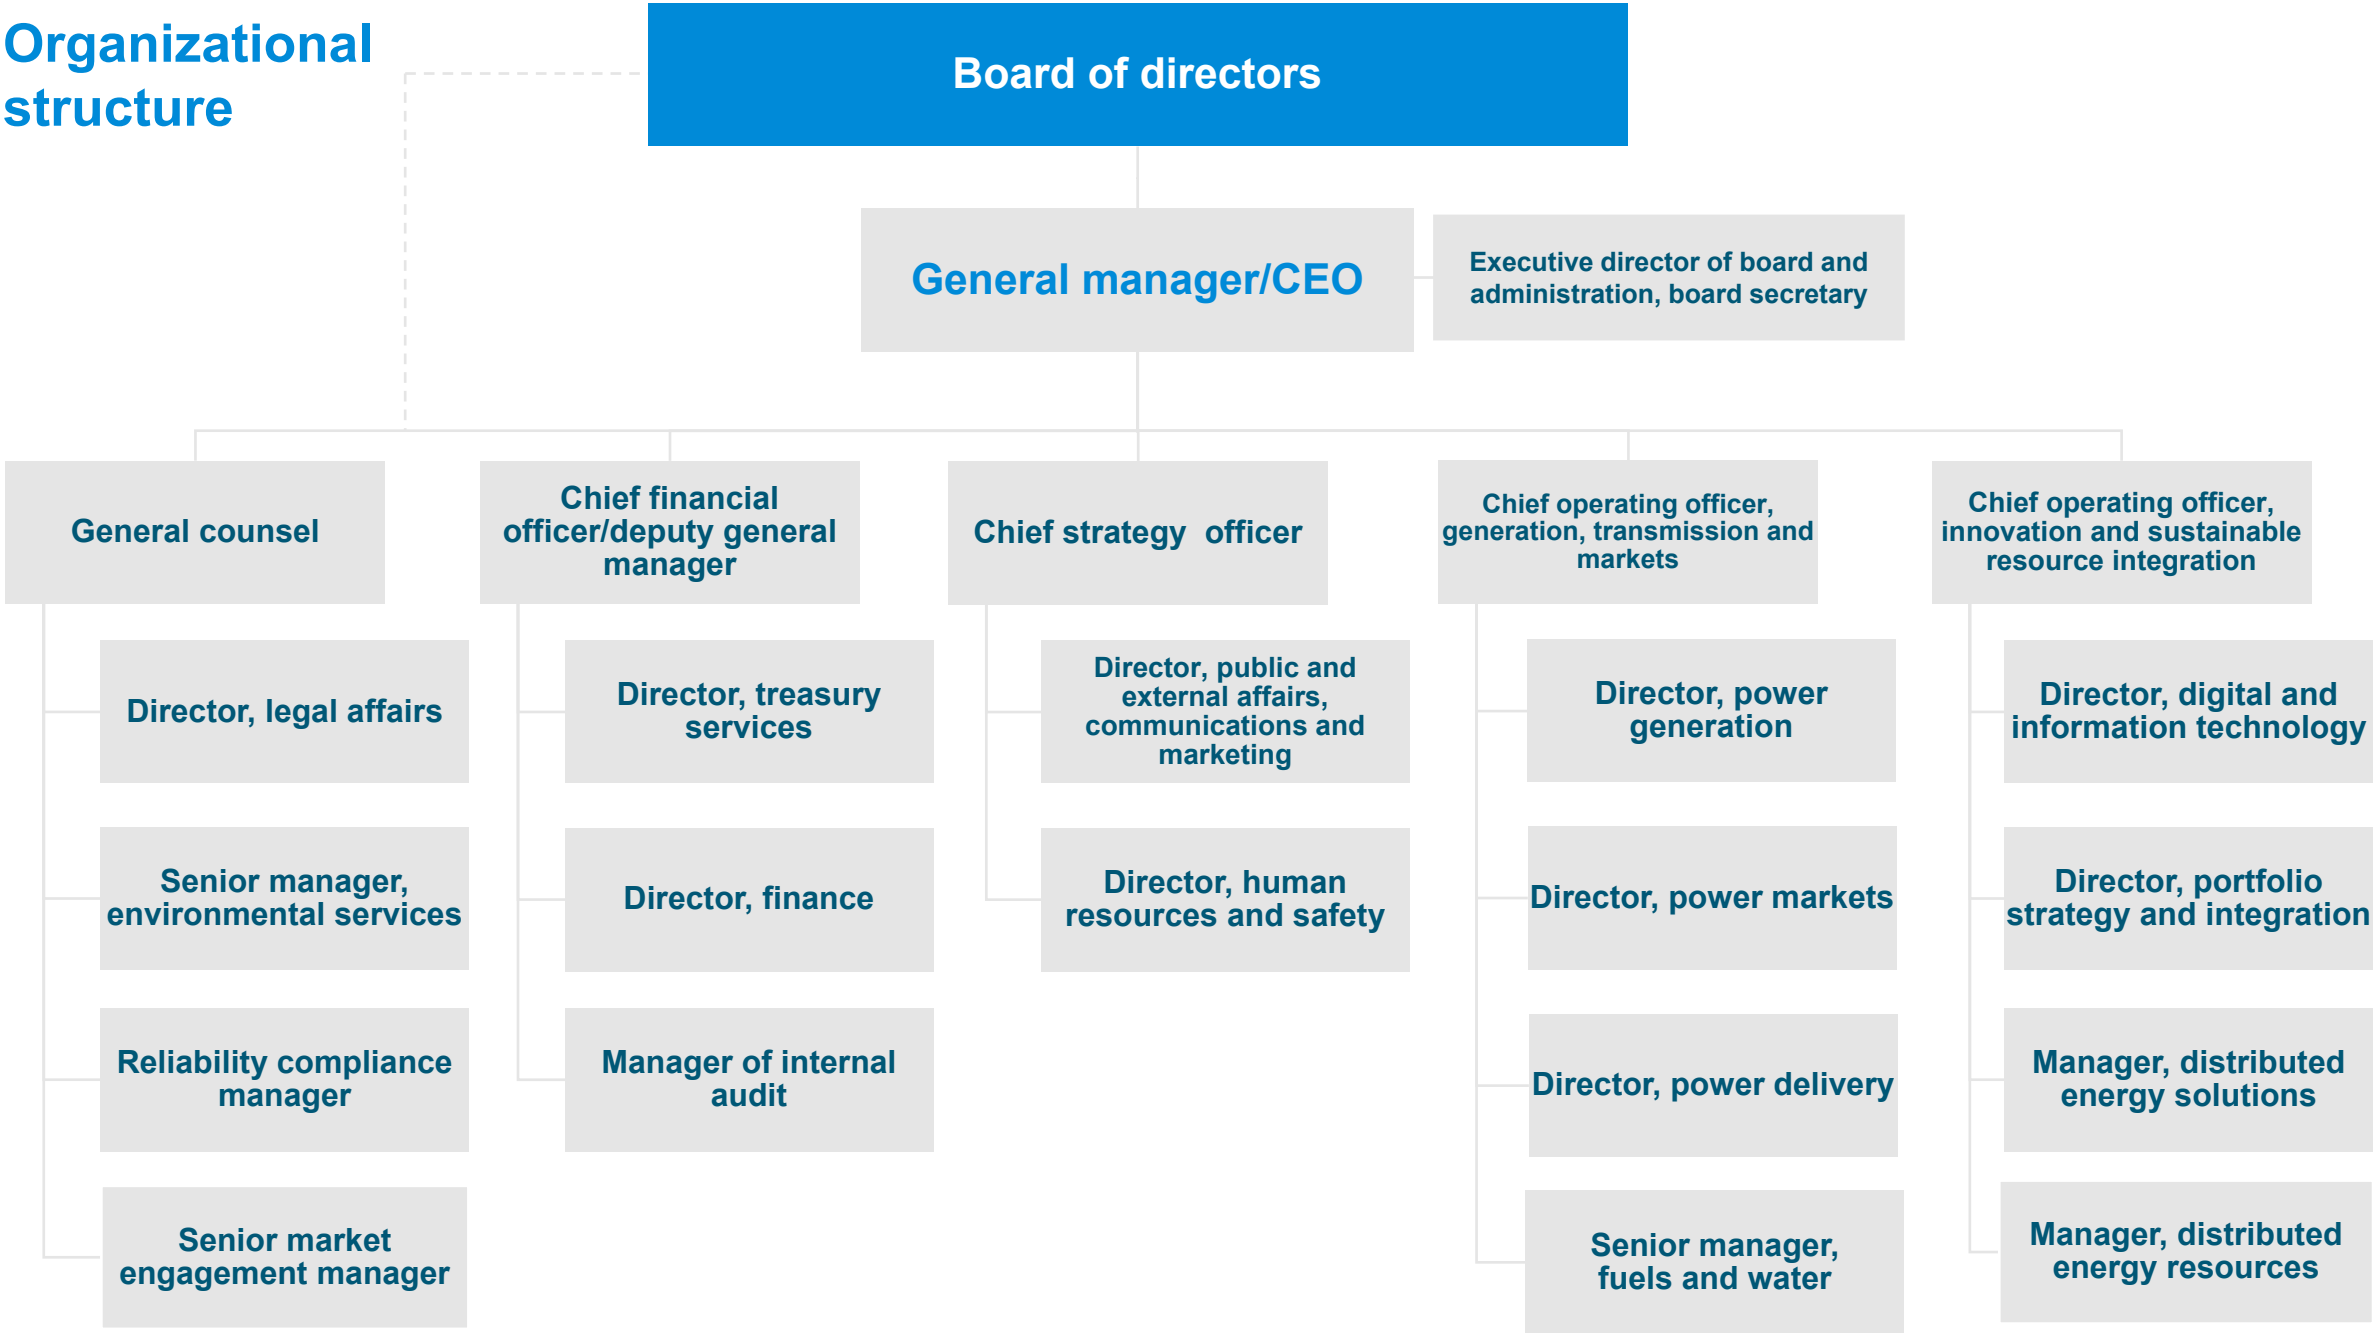 Organizational
structure
Board of directors
General manager/CEO
Executive director of board and
administration, board secretary
General counsel
Chief financial
officer/deputy general
manager
Chief strategy officer
Chief operating officer,
generation, transmission and
markets
Chief operating officer,
innovation and sustainable
resource integration
Director, legal affairs
Senior manager,
environmental services
Reliability compliance
manager
Senior market
engagement manager
Director, treasury
services
Director, finance
Manager of internal
audit
Director, public and
external affairs,
communications and
marketing
Director, human
resources and safety
Director, power
generation
Director, power markets
Director, power delivery
Senior manager,
fuels and water
Director, digital and
information technology
Director, portfolio
strategy and integration
Manager, distributed
energy solutions
Manager, distributed
energy resources